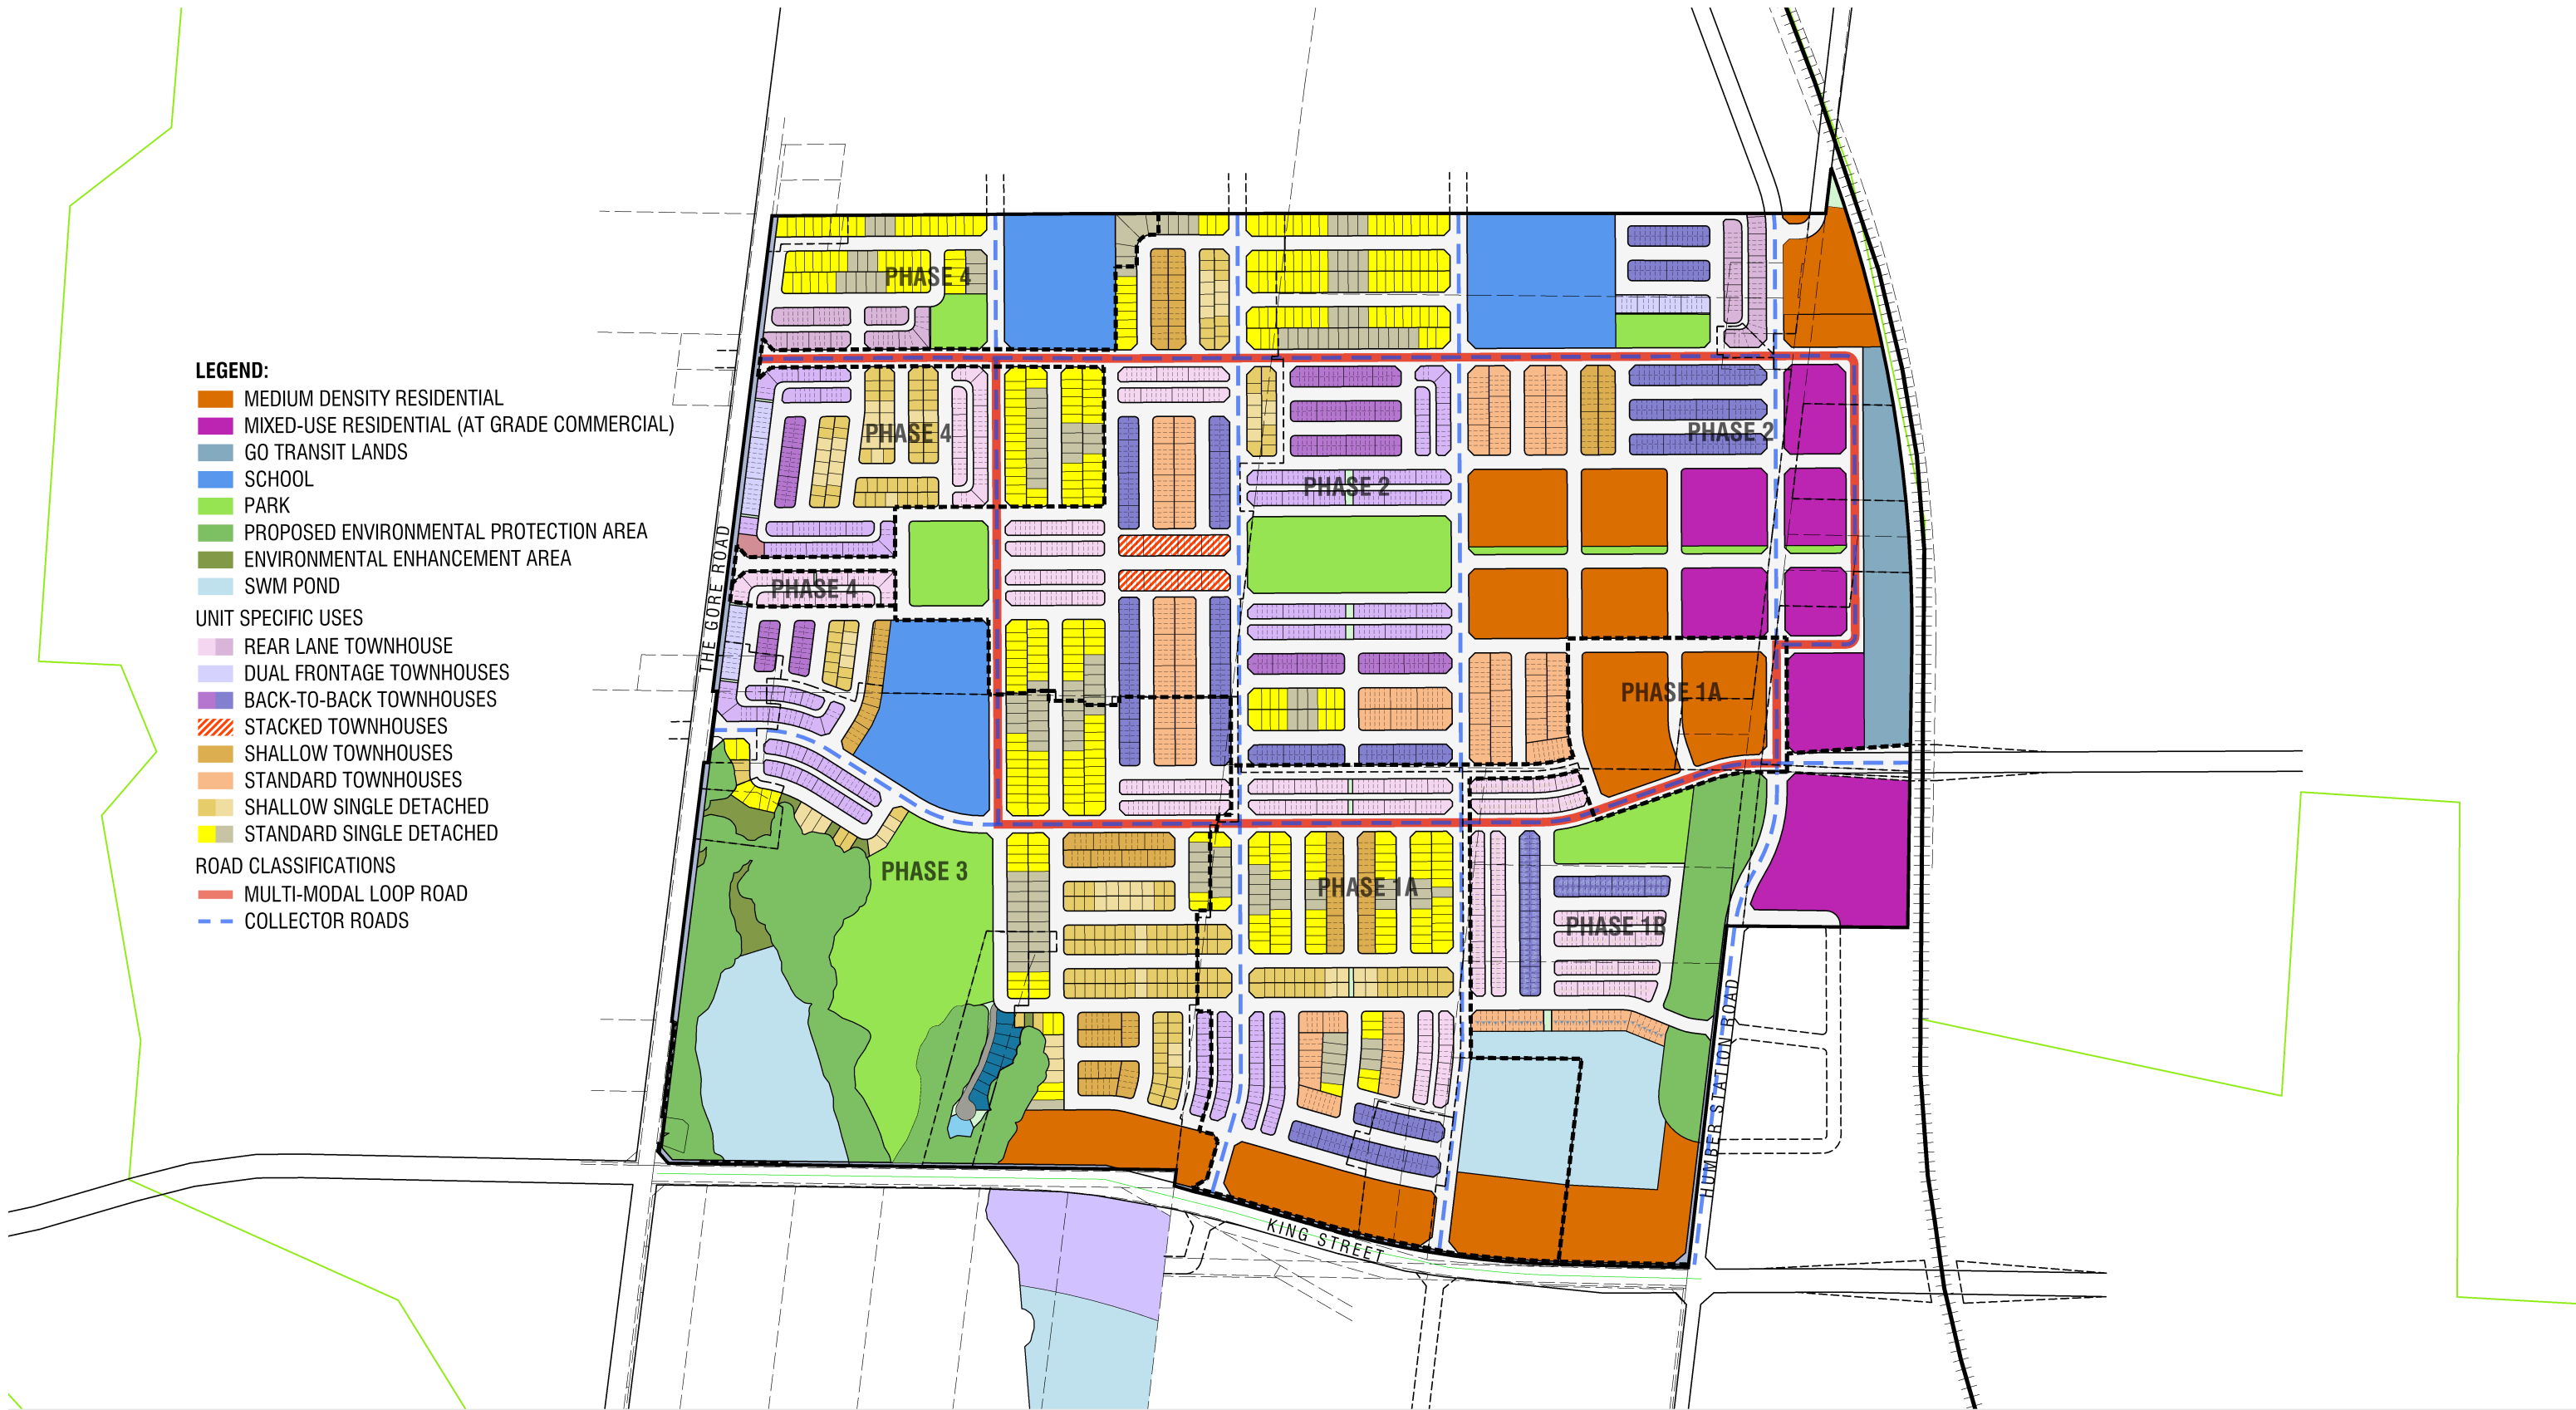 LEGEND:
MEDIUM DENSITY RESIDENTIAL
MIXED-USE RESIDENTIAL (AT GRADE COMMERCIAL)
GO TRANSIT LANDS
SCHOOL
PARK
PROPOSED ENVIRONMENTAL PROTECTION AREA
ENVIRONMENTAL ENHANCEMENT AREA
SWM POND
UNIT SPECIFIC USES
REAR LANE TOWNHOUSE
DUAL FRONTAGE TOWNHOUSES
BACK-TO-BACK TOWNHOUSES
STACKED TOWNHOUSES
SHALLOW TOWNHOUSES
STANDARD TOWNHOUSES
SHALLOW SINGLE DETACHED
STANDARD SINGLE DETACHED
ROAD CLASSIFICATIONS
MULTI-MODAL LOOP ROAD
COLLECTOR ROADS
PHASE 4
PHASE 4
PHASE 2
PHASE 2
PHASE 4
THE GORE ROAD
PHASE 1A
PHASE 3
PHASE 1A
PHASE 1B
HUMBER STATION ROAD
KING STREET